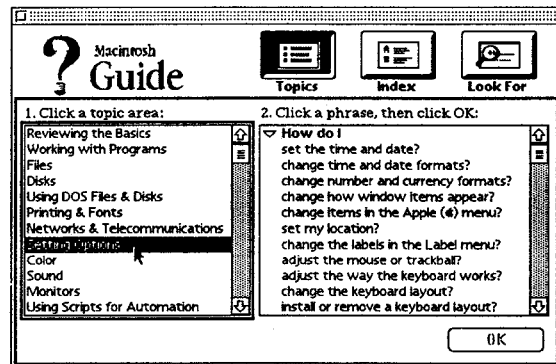 ?
3
Macintosh
Guide
Topics
Index
Look For
1. Click a topic area:
Reviewing the Basics
Working with Programs
Files
Disks
Using DOS Files & Disks
Printing & Fonts
Networks & Telecommunications
Setting Options
Color
Sound
Monitors
Using Scripts for Automation
2. Click a phrase, then click OK:
▽ How do I
set the time and date?
change time and date formats?
change number and currency formats?
change how window items appear?
change items in the Apple () menu?
set my location?
change the labels in the Label menu?
adjust the mouse or trackball?
adjust the way the keyboard works?
change the keyboard layout?
install or remove a keyboard layout?
OK